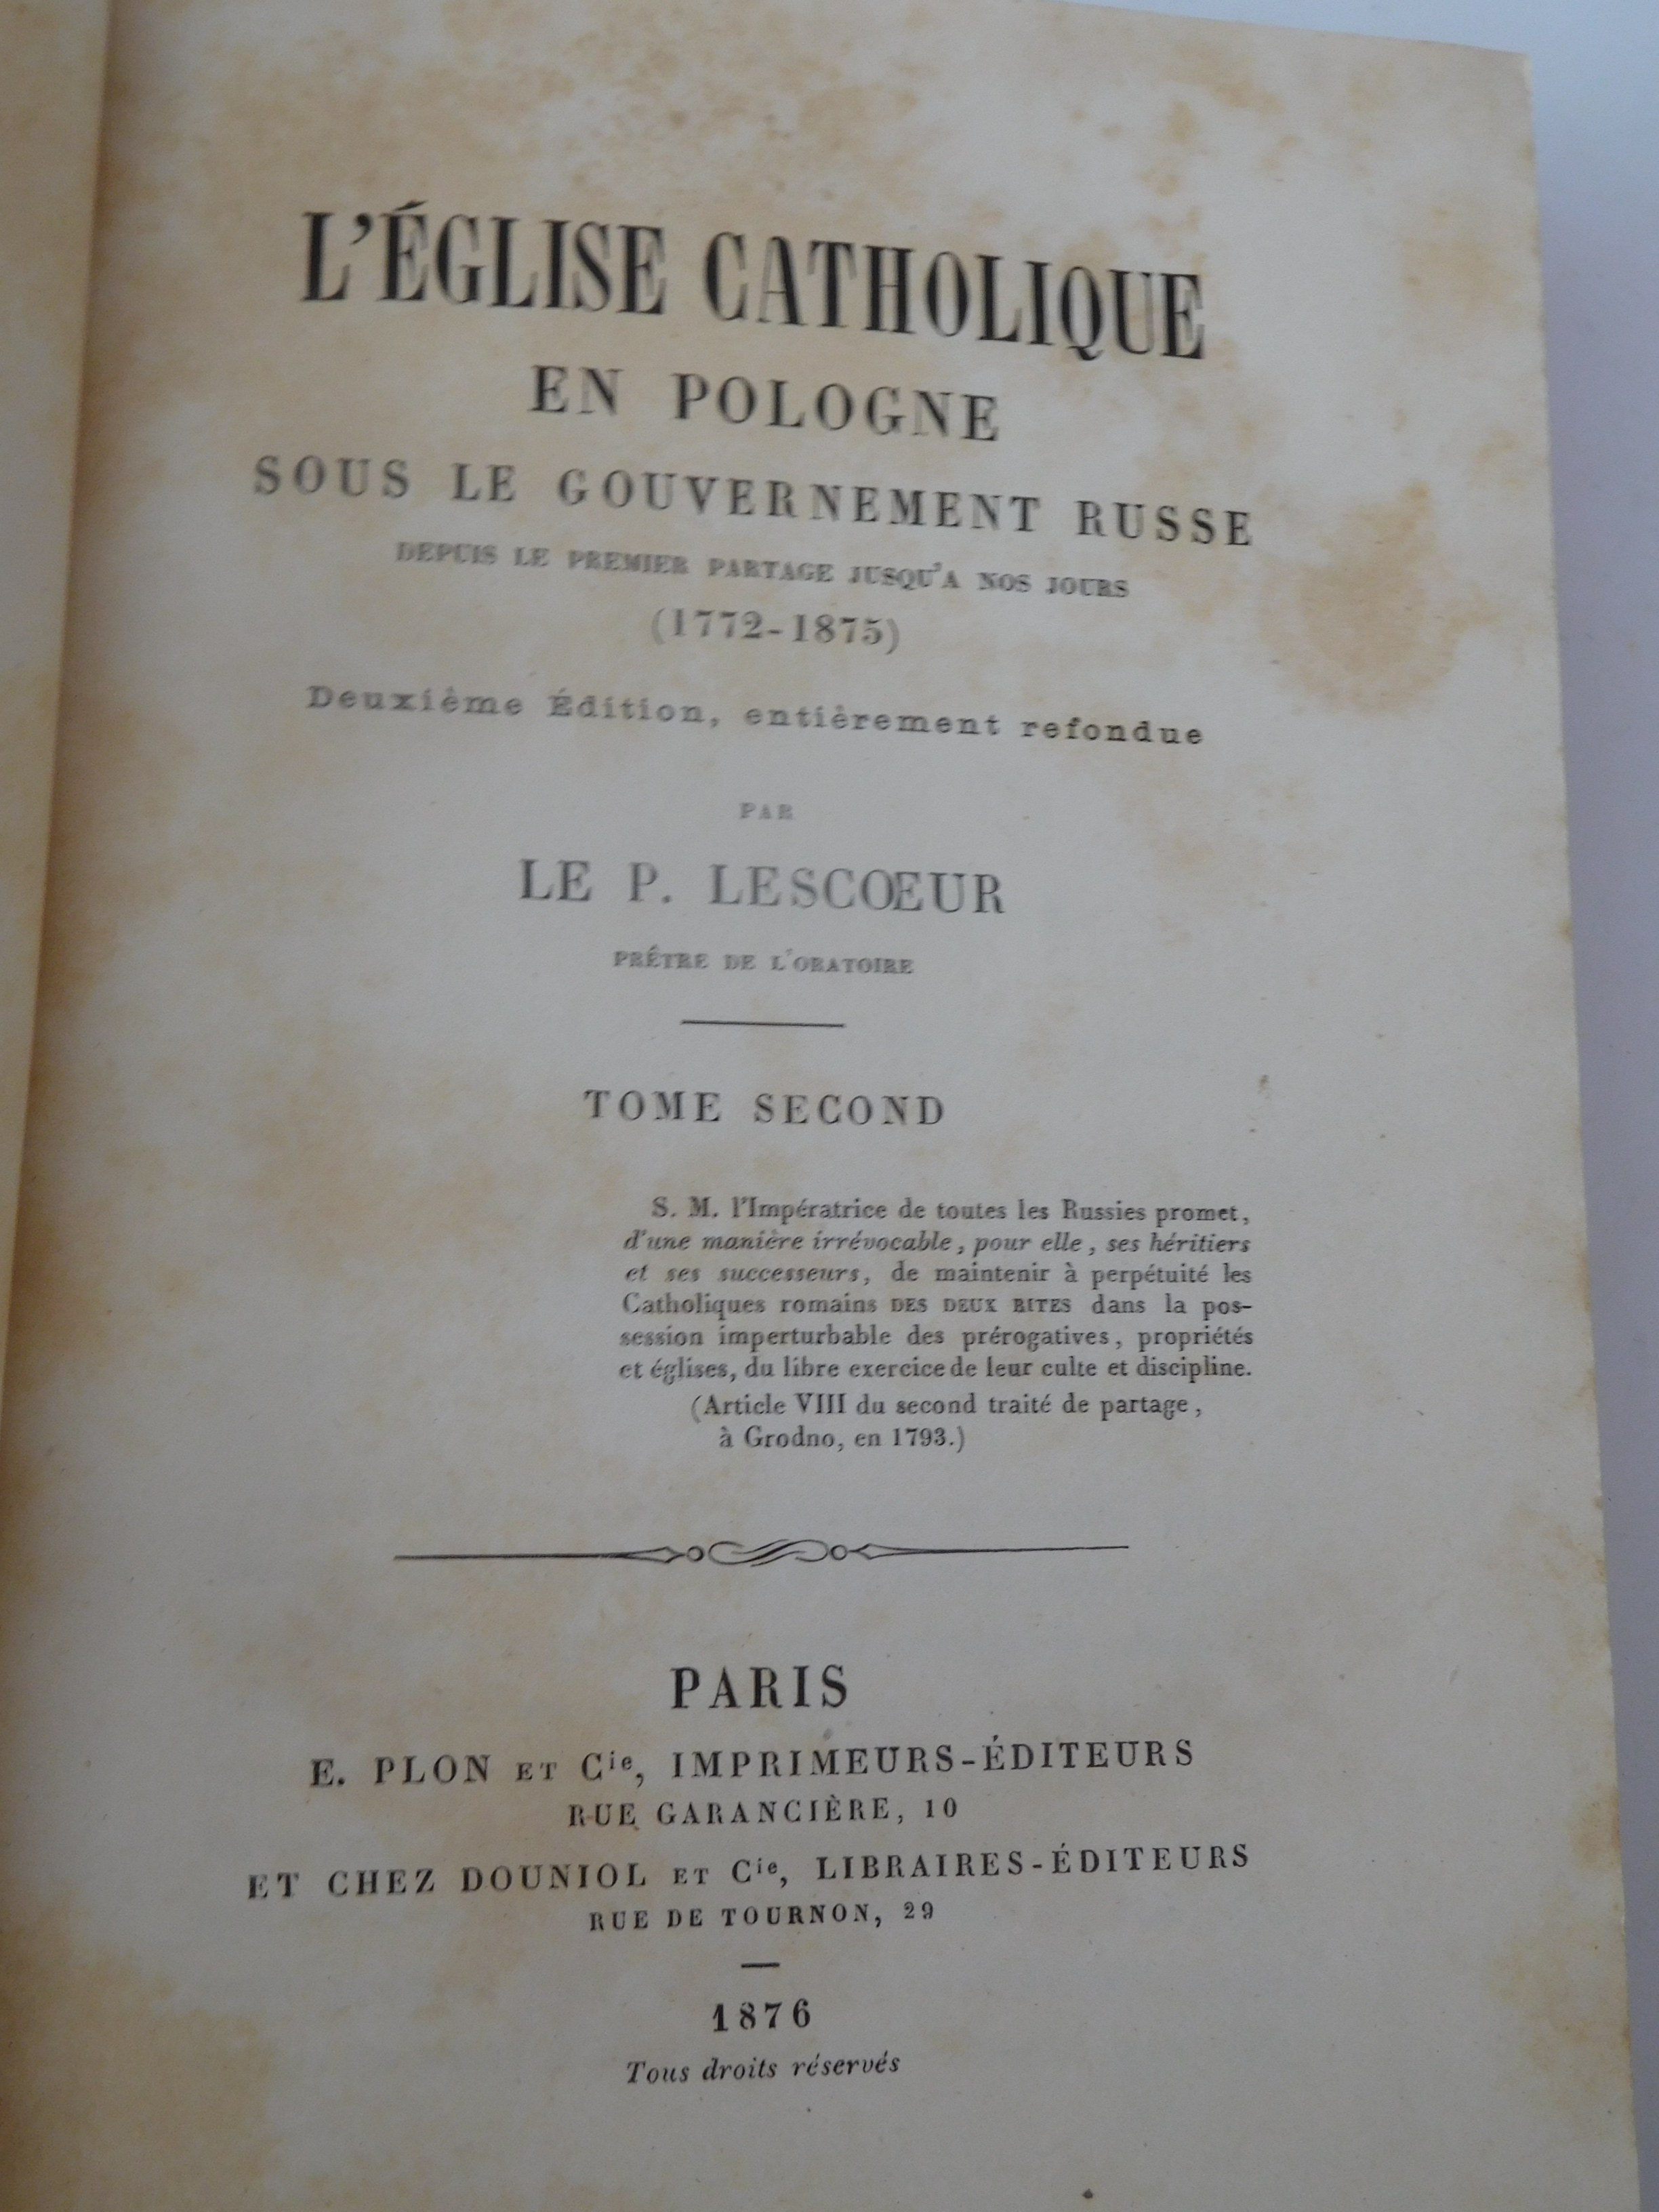 L'ÉGLISE CATHOLIQUE
EN POLOGNE
SOUS LE GOUVERNEMENT RUSSE
DEPUIS LE PREMIER PARTAGE JUSQU'A NOS JOURS
(1772-1875)
Deuxième Édition, entièrement refondue
PAR
LE P. LESCŒUR
PRÊTRE DE L'ORATOIRE
TOME SECOND
S. M. l'Impératrice de toutes les Russies promet,
d'une manière irrévocable, pour elle, ses héritiers
et ses successeurs, de maintenir à perpétuité les
Catholiques romains DES DEUX RITES dans la pos-
session imperturbable des prérogatives, propriétés
et églises, du libre exercice de leur culte et discipline.
(Article VIII du second traité de partage,
à Grodno, en 1793.)
PARIS
E. PLON ET Cie, IMPRIMEURS-ÉDITEURS
RUE GARANCIÈRE, 10
ET CHEZ DOUNIOL ET Cie, LIBRAIRES-ÉDITEURS
RUE DE TOURNON, 29
1876
Tous droits réservés